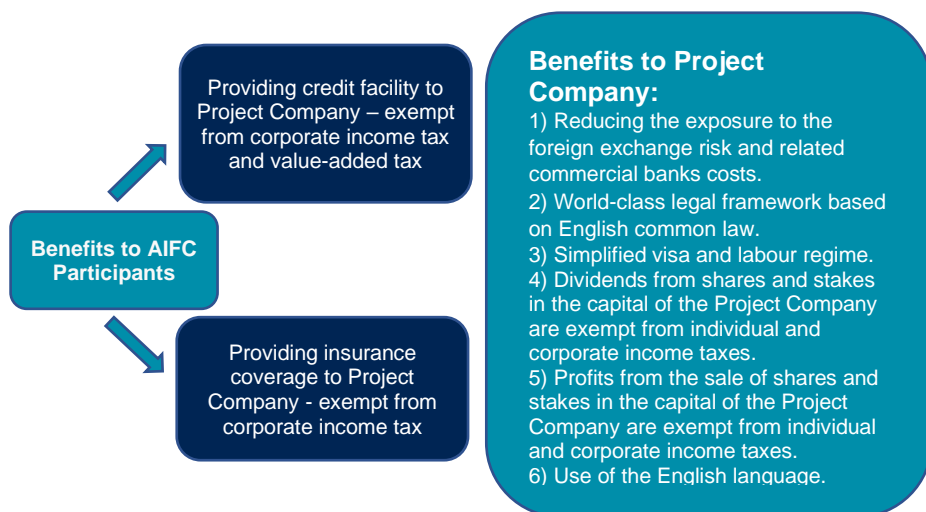 Benefits to AIFC
Participants
Providing credit facility to
Project Company – exempt
from corporate income tax
and value-added tax
Providing insurance
coverage to Project
Company - exempt from
corporate income tax
Benefits to Project
Company:
1) Reducing the exposure to the
foreign exchange risk and related
commercial banks costs.
2) World-class legal framework based
on English common law.
3) Simplified visa and labour regime.
4) Dividends from shares and stakes
in the capital of the Project Company
are exempt from individual and
corporate income taxes.
5) Profits from the sale of shares and
stakes in the capital of the Project
Company are exempt from individual
and corporate income taxes.
6) Use of the English language.